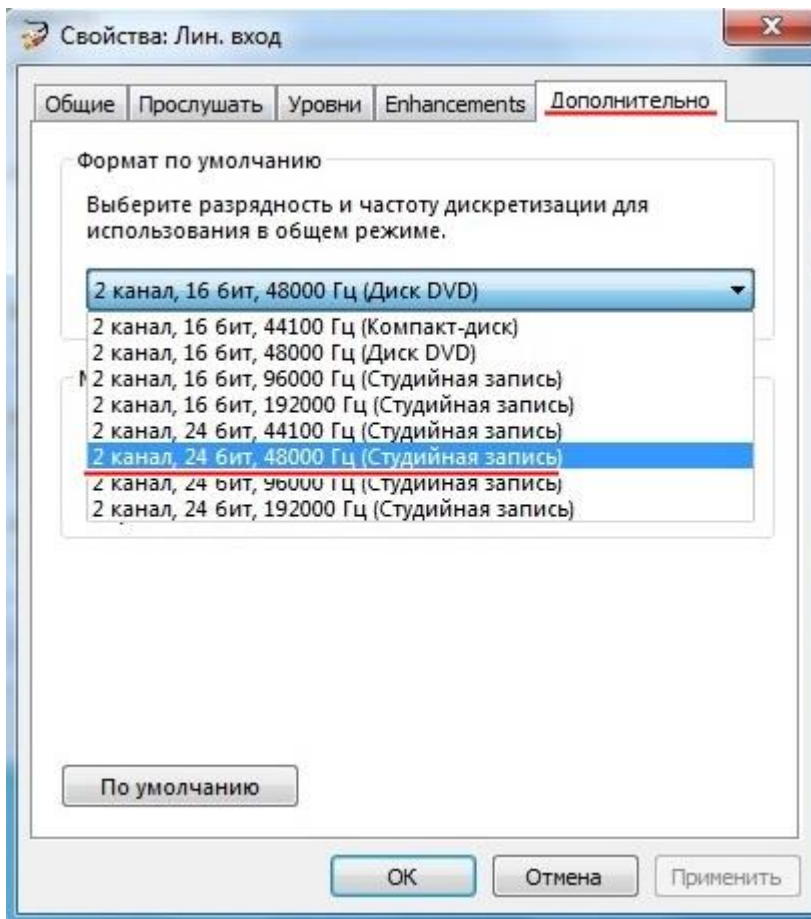 Свойства: Лин. вход
Общие Прослушать Уровни Enhancements Дополнительно
Формат по умолчанию
Выберите разрядность и частоту дискретизации для
использования в общем режиме.
2 канал, 16 бит, 48000 Гц (Диск DVD)
2 канал, 16 бит, 44100 Гц (Компакт-диск)
2 канал, 16 бит, 48000 Гц (Диск DVD)
2 канал, 16 бит, 96000 Гц (Студийная запись)
2 канал, 16 бит, 192000 Гц (Студийная запись)
2 канал, 24 бит, 44100 Гц (Студийная запись)
2 канал, 24 бит, 48000 Гц (Студийная запись)
2 канал, 24 бит, 96000 Гц (Студийная запись)
2 канал, 24 бит, 192000 Гц (Студийная запись)
По умолчанию
ОК Отмена Применить